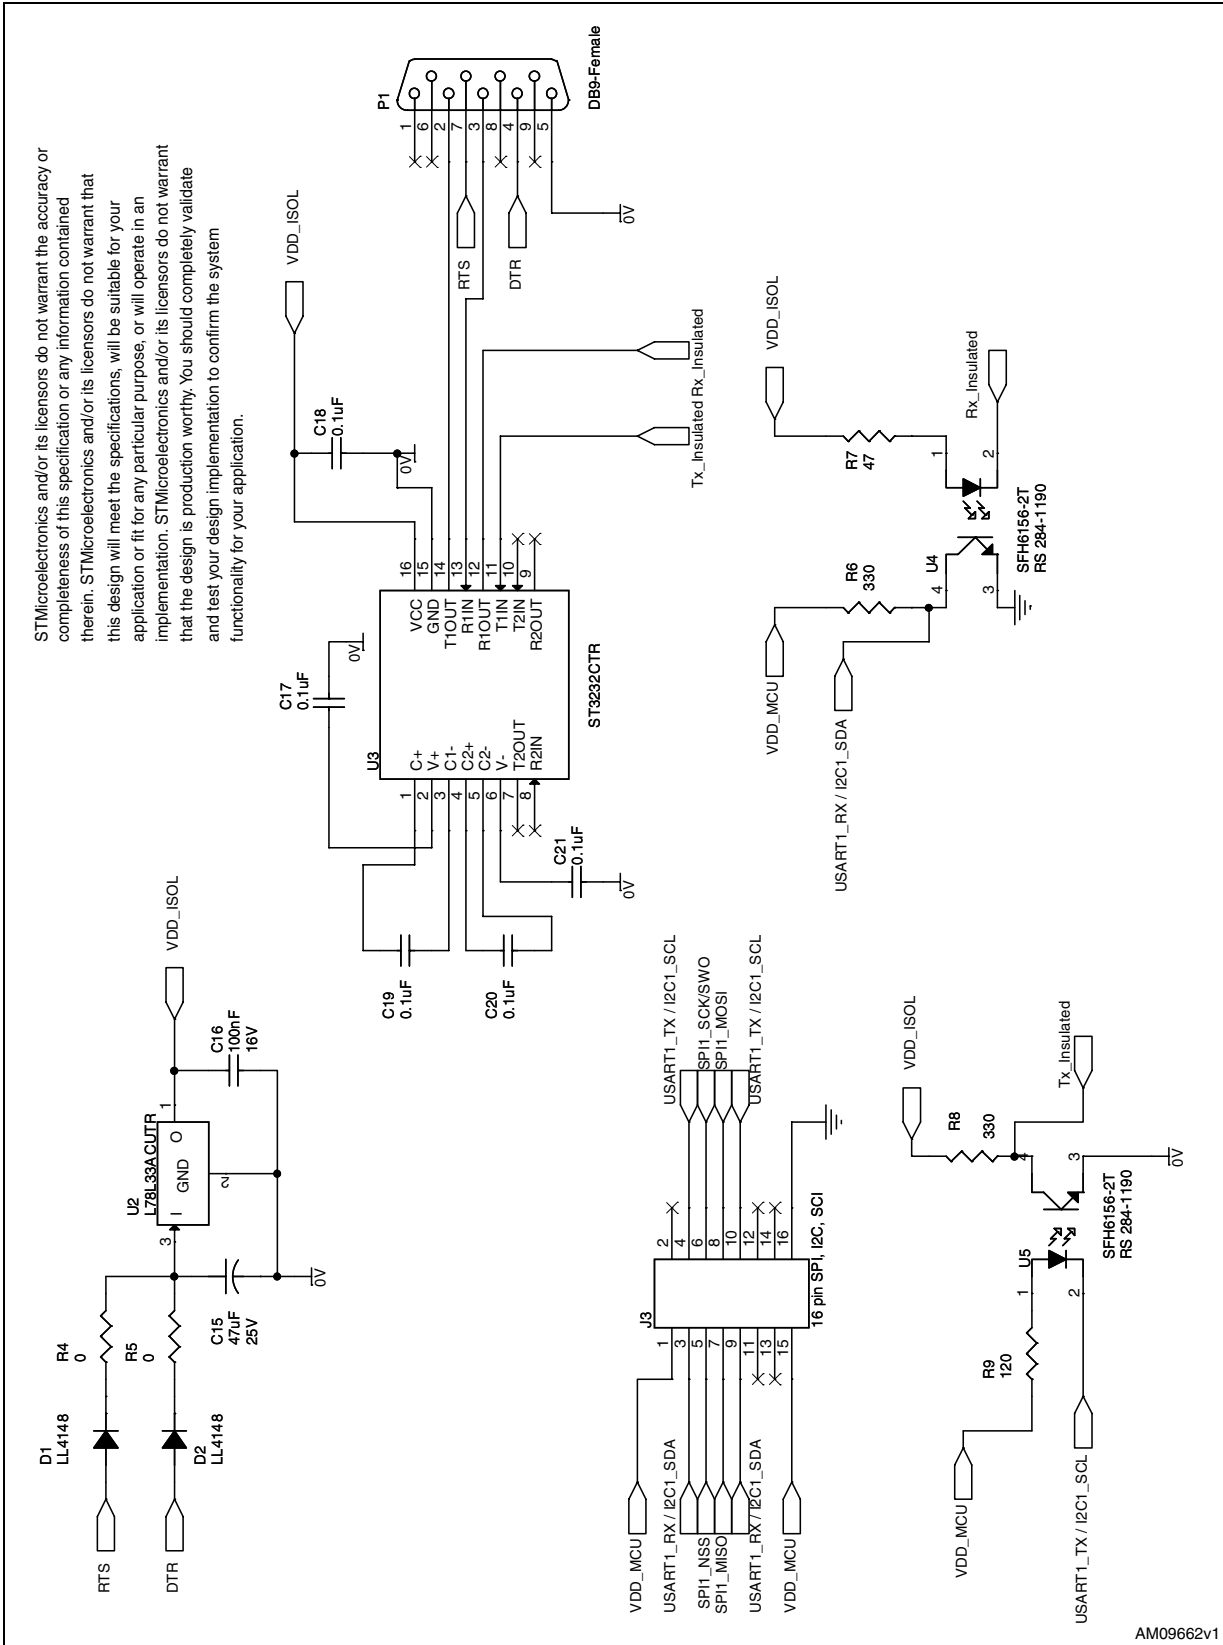 STMicroelectronics and/or its licensors do not warrant the accuracy or
completeness of this specification or any information contained
therein. STMicroelectronics and/or its licensors do not warrant that
this design will meet the specifications, will be suitable for your
application or fit for any particular purpose, or will operate in an
implementation. STMicroelectronics and/or its licensors do not warrant
that the design is production worthy. You should completely validate
and test your design implementation to confirm the system
functionality for your application.
RTS
DTR
D1
LL4148
D2
LL4148
R4
0
R5
0
C15
47uF
25V
0V
U2
L78L33ACUTR
3
I
GND
O
1
2
C16
100nF
16V
VDD_ISOL
C19
0.1uF
C20
0.1uF
C21
0.1uF
0V
C17
0.1uF
0V
U3
1
2
3
4
5
6
7
8
C+
V+
C1-
C2+
C2-
V-
T2OUT
R2IN
VCC
GND
T1OUT
R1IN
R1OUT
T1IN
T2IN
R2OUT
16
15
14
13
12
11
10
9
ST3232CTR
C18
0.1uF
0V
VDD_ISOL
Tx_Insulated
Rx_Insulated
RTS
DTR
P1
1
6
2
7
3
8
4
9
5
DB9-Female
0V
VDD_MCU
USART1_RX / I2C1_SDA
SPI1_NSS
SPI1_MISO
USART1_RX / I2C1_SDA
VDD_MCU
J3
1
3
5
7
9
11
13
15
2
4
6
8
10
12
14
16
16 pin SPI, I2C, SCI
USART1_TX / I2C1_SCL
SPI1_SCK/SWO
SPI1_MOSI
USART1_TX / I2C1_SCL
VDD_MCU
USART1_RX / I2C1_SDA
R6
330
U4
4
3
1
2
SFH6156-2T
RS 284-1190
R7
47
VDD_ISOL
Rx_Insulated
VDD_MCU
USART1_TX / I2C1_SCL
R9
120
U5
1
2
4
3
SFH6156-2T
RS 284-1190
R8
330
VDD_ISOL
Tx_Insulated
0V
AM09662v1